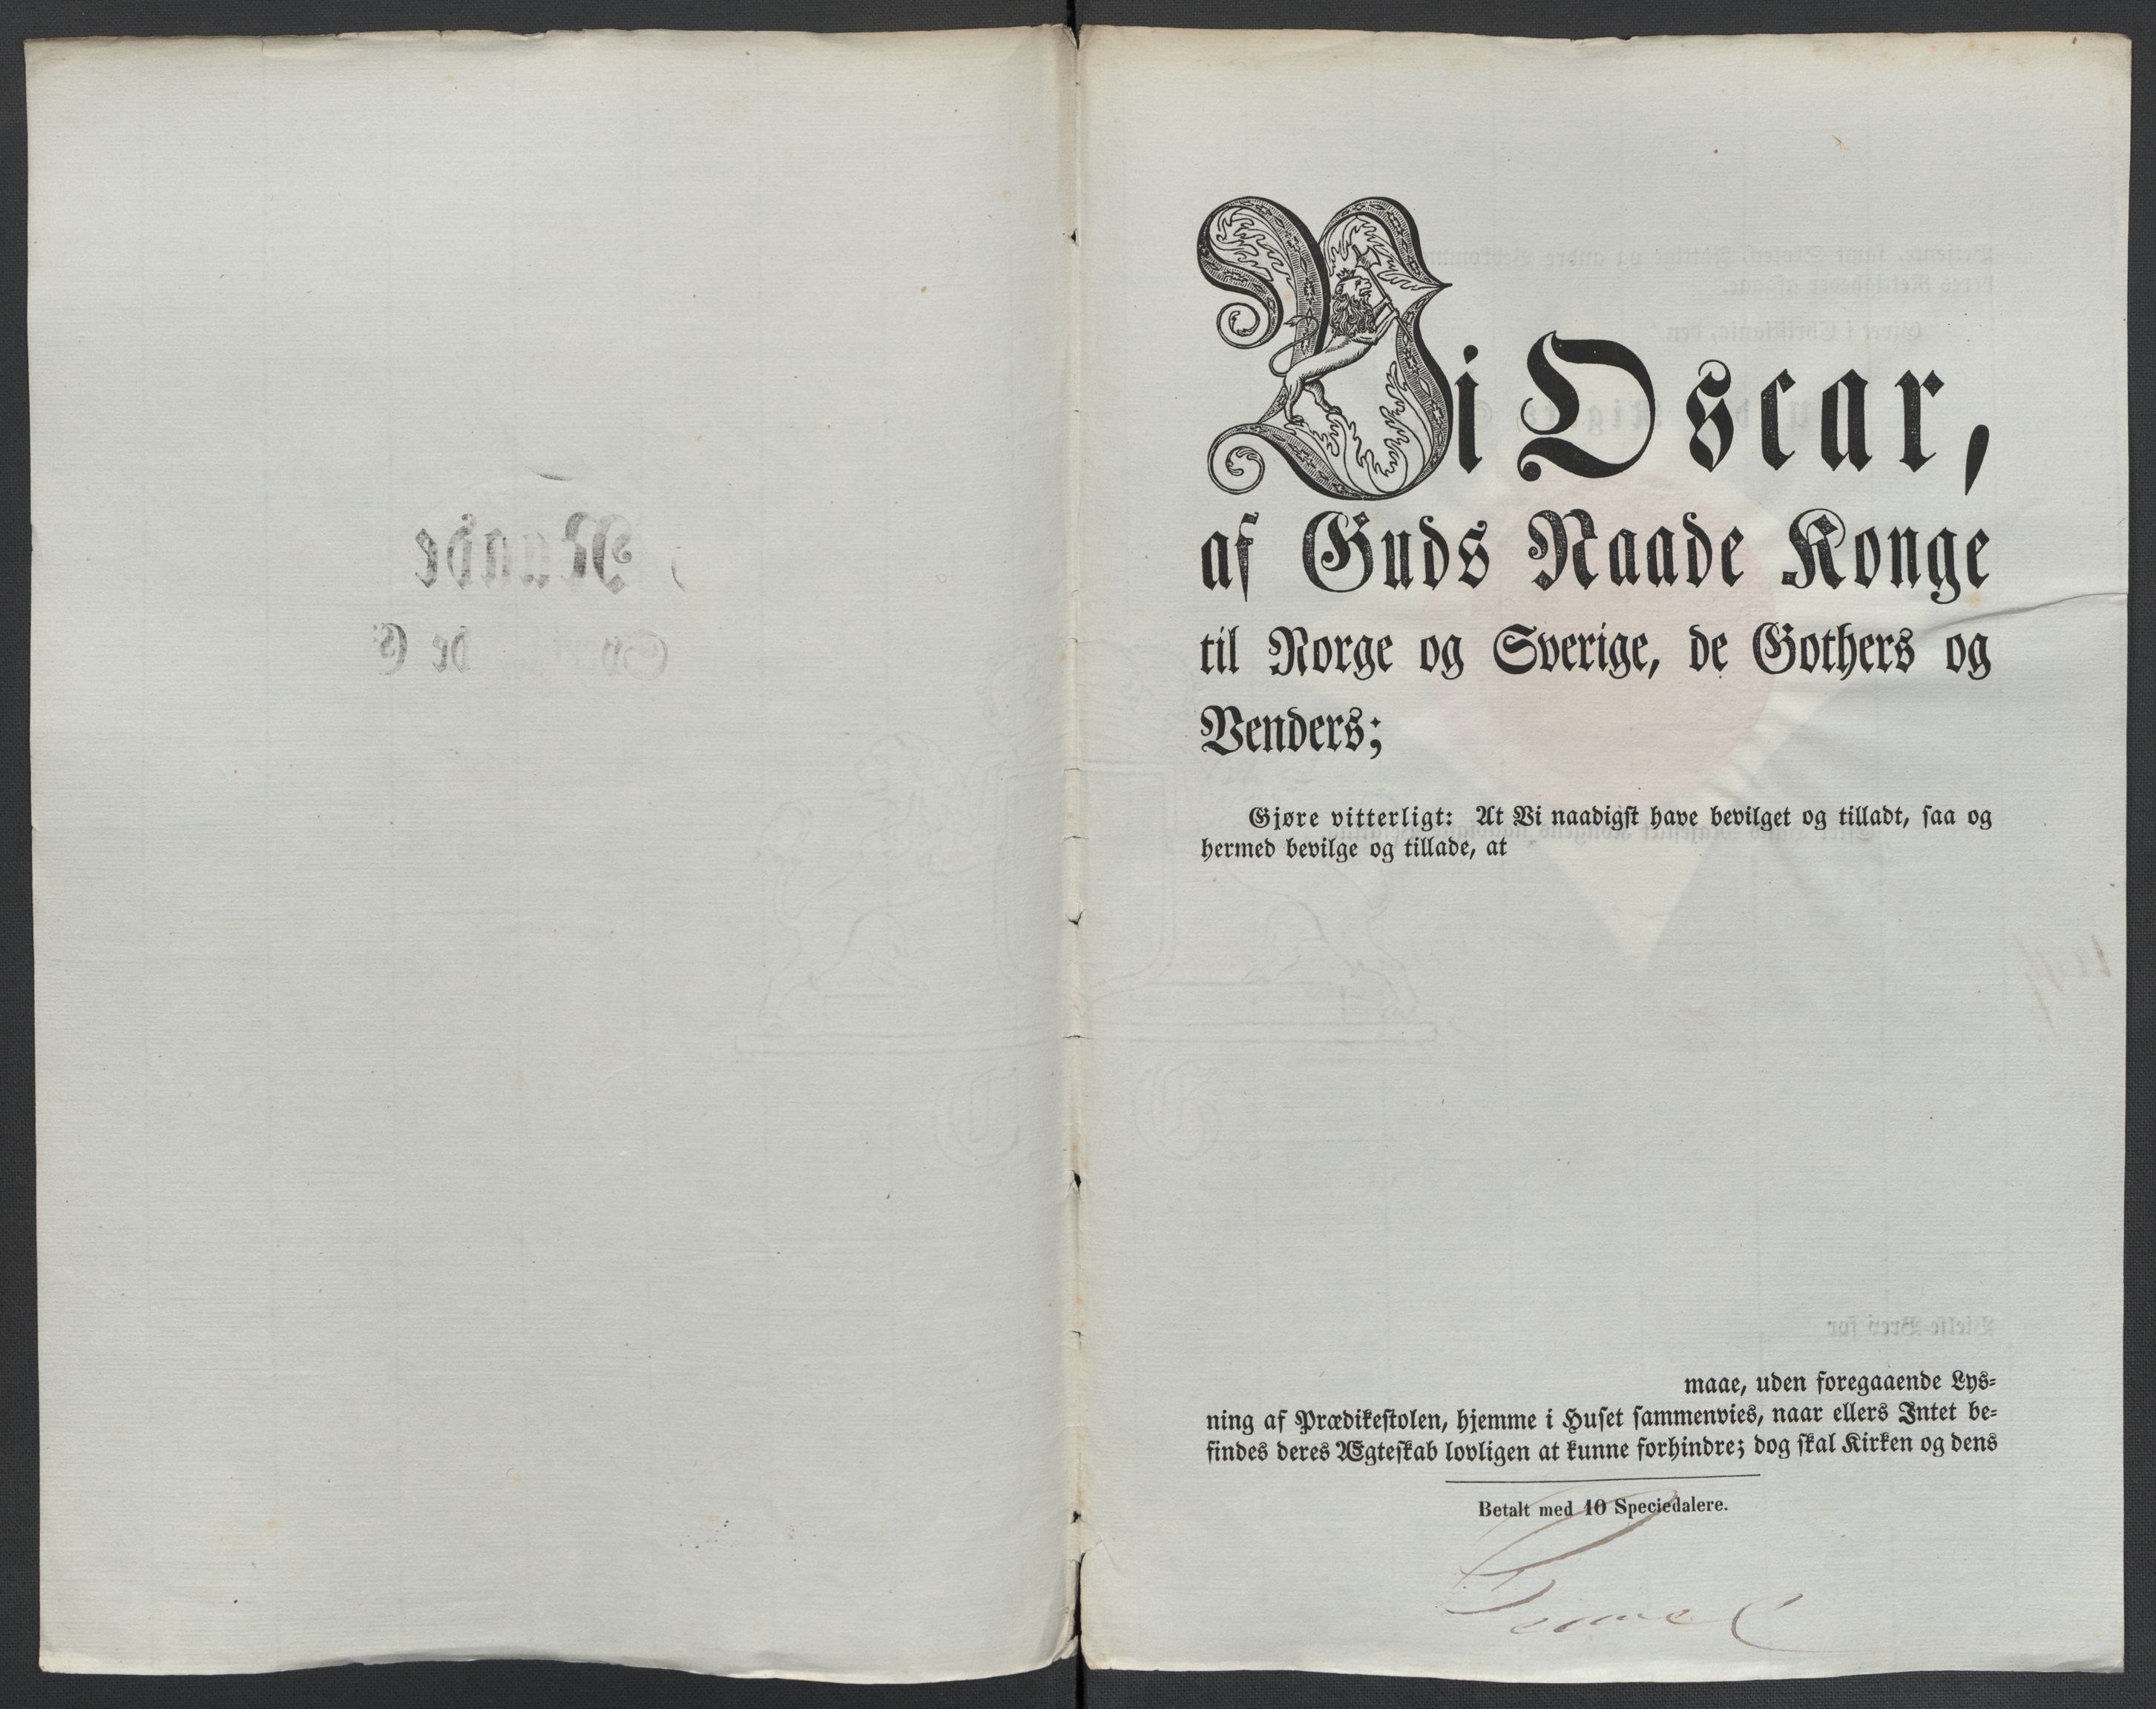 Vi Oscar,
af Guds Naade Konge
til Norge og Sverige, de Gothers og
Venders;
Gjøre vitterligt: At Vi naadigst have bevilget og tilladt, saa og
hermed bevilge og tillade, at
maae, uden foregaaende Lys-
ning af Prædikestolen, hjemme i Huset sammenvies, naar ellers Intet be-
findes deres Ægteskab lovligen at kunne forhindre; dog skal Kirken og dens
Betalt med 10 Speciedalere.